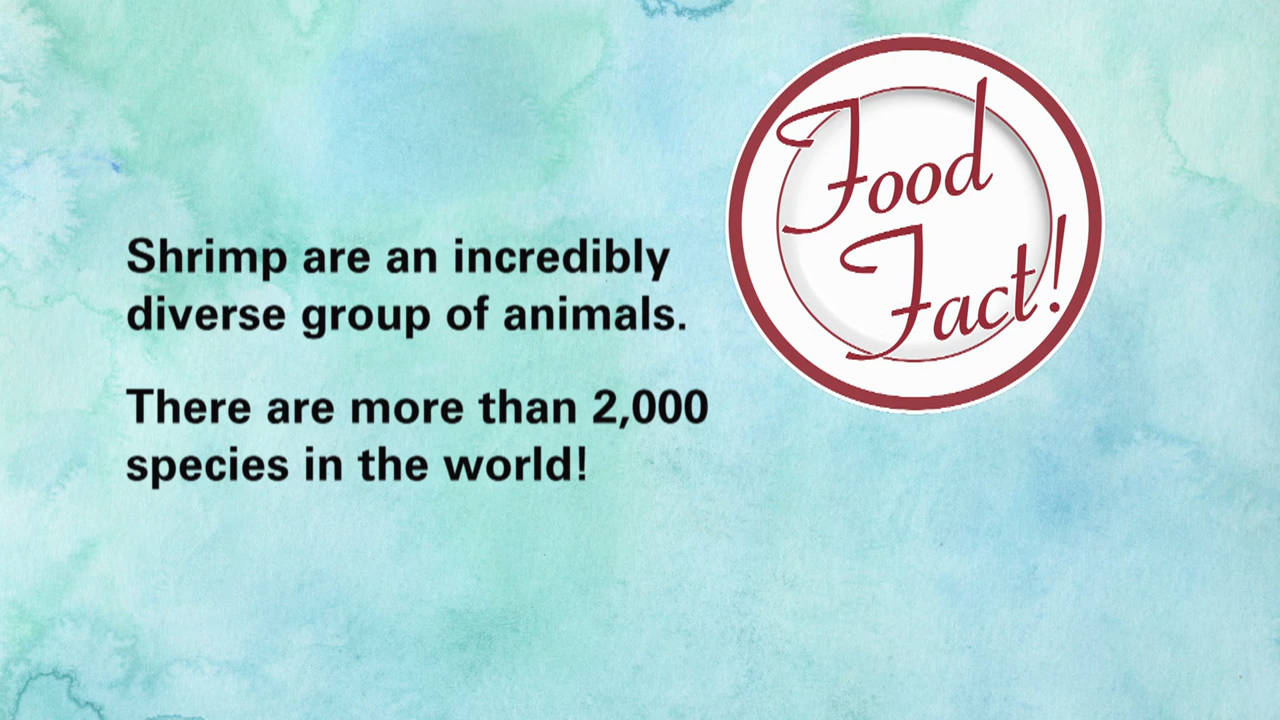 Food
Fact!
Shrimp are an incredibly
diverse group of animals.
There are more than 2,000
species in the world!